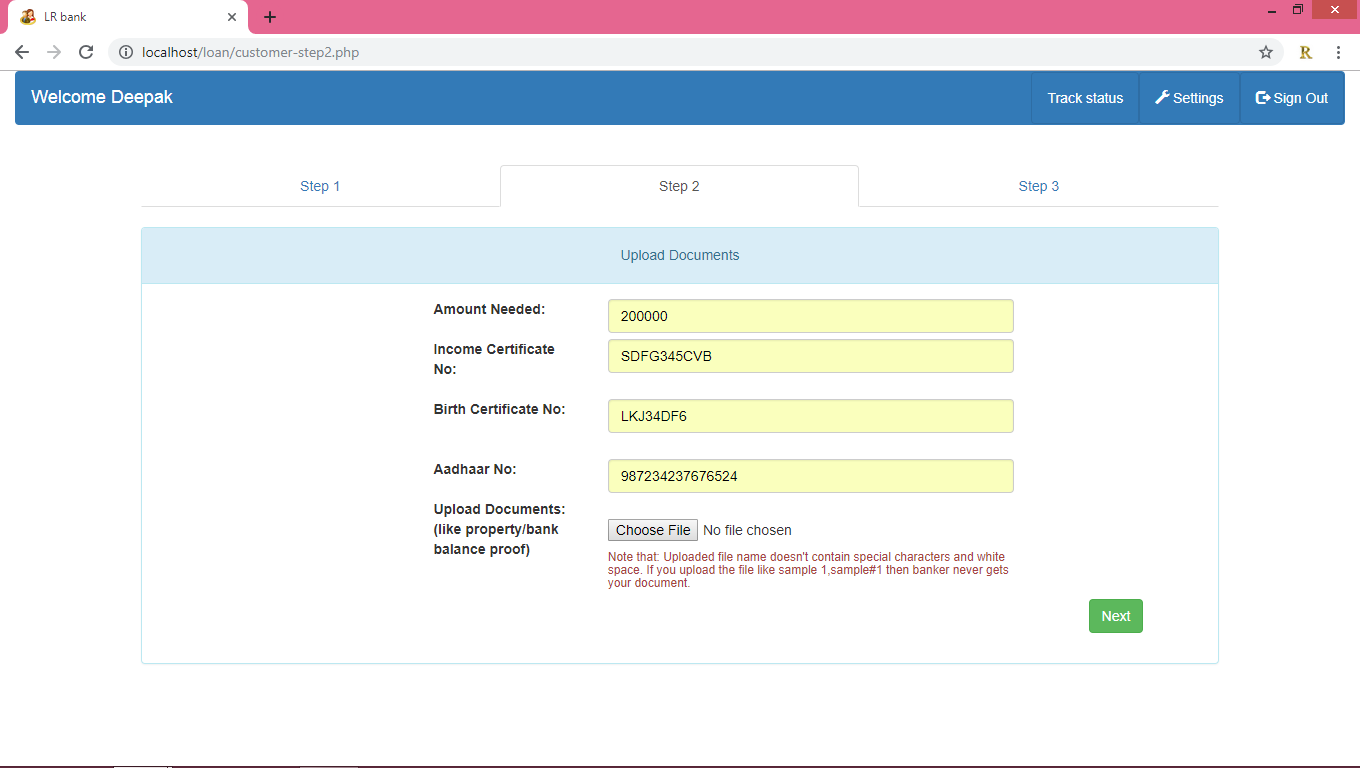 LR bank
localhost/loan/customer-step2.php
R
Welcome Deepak
Track status
Settings
Sign Out
Step 1
Step 2
Step 3
Upload Documents
Amount Needed:
200000
Income Certificate
No:
SDFG345CVB
Birth Certificate No:
LKJ34DF6
Aadhaar No:
987234237676524
Upload Documents:
(like property/bank
balance proof)
Choose File No file chosen
Note that: Uploaded file name doesn't contain special characters and white
space. If you upload the file like sample 1,sample#1 then banker never gets
your document.
Next